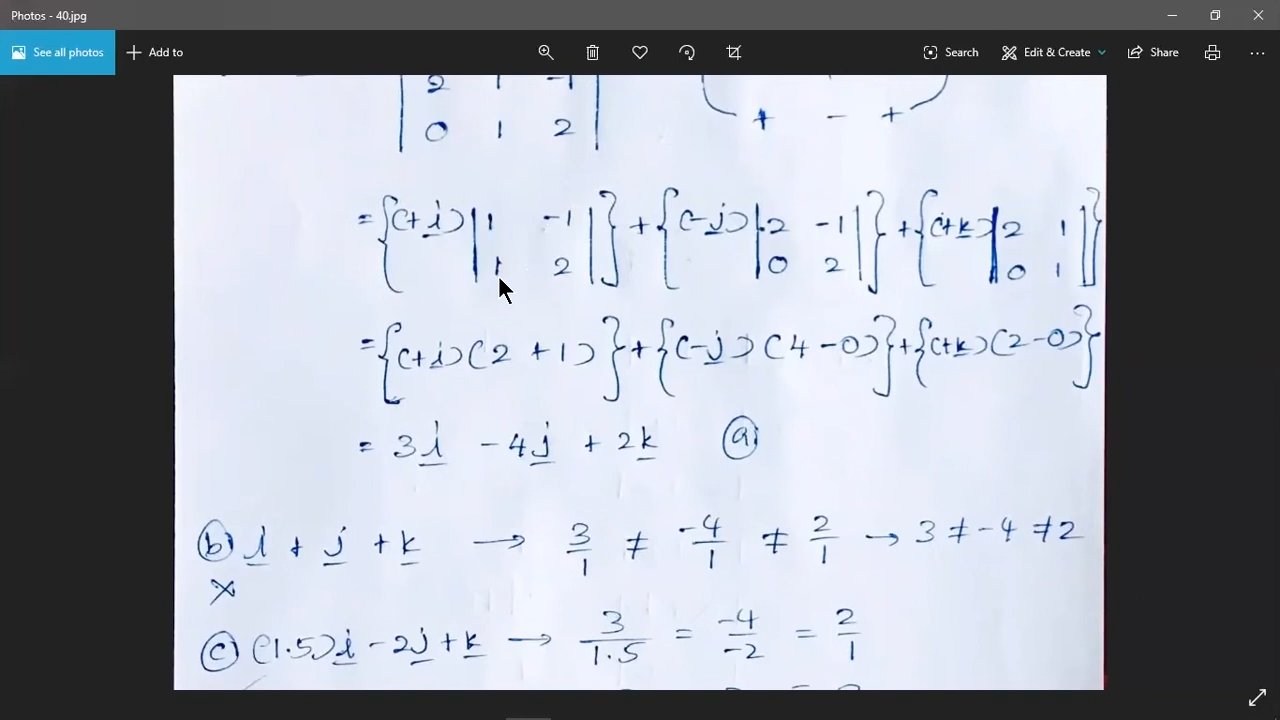 Photos - 40.jpg
See all photos
Add to
Search
Edit & Create
Share
| 2 1 -1 |
| 0 1 2 |
+ - +
= {(+i) | 1 -1 |} + {(-j) | 2 -1 |} + {(+k) | 2 1 |}
1 2 0 2 0 1
= {(+i)(2 + 1)} + {(-j)(4 - 0)} + {(+k)(2 - 0)}
= 3i - 4j + 2k (a)
(b) i + j + k → 3/1 ≠ -4/1 ≠ 2/1 → 3 ≠ -4 ≠ 2
×
(c) (1.5)i - 2j + k → 3/1.5 = -4/-2 = 2/1